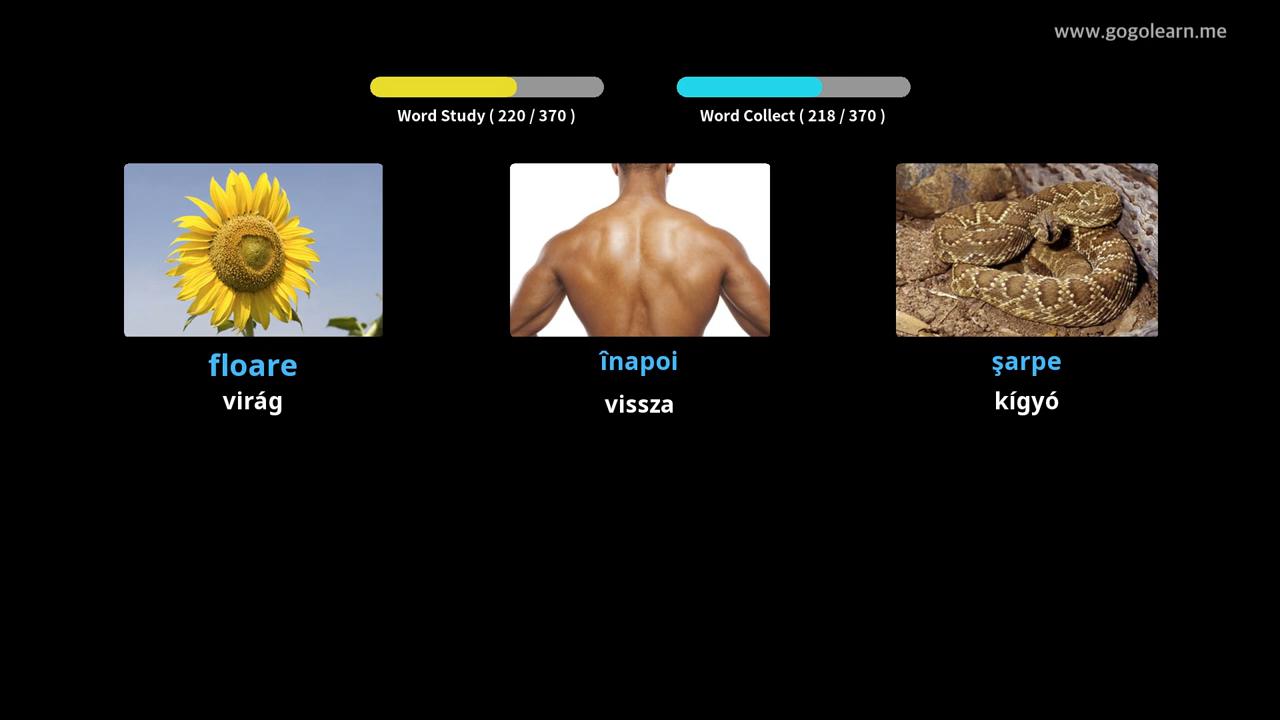 www.gogolearn.me
Word Study ( 220 / 370 )
Word Collect ( 218 / 370 )
floare
virág
înapoi
vissza
şarpe
kígyó